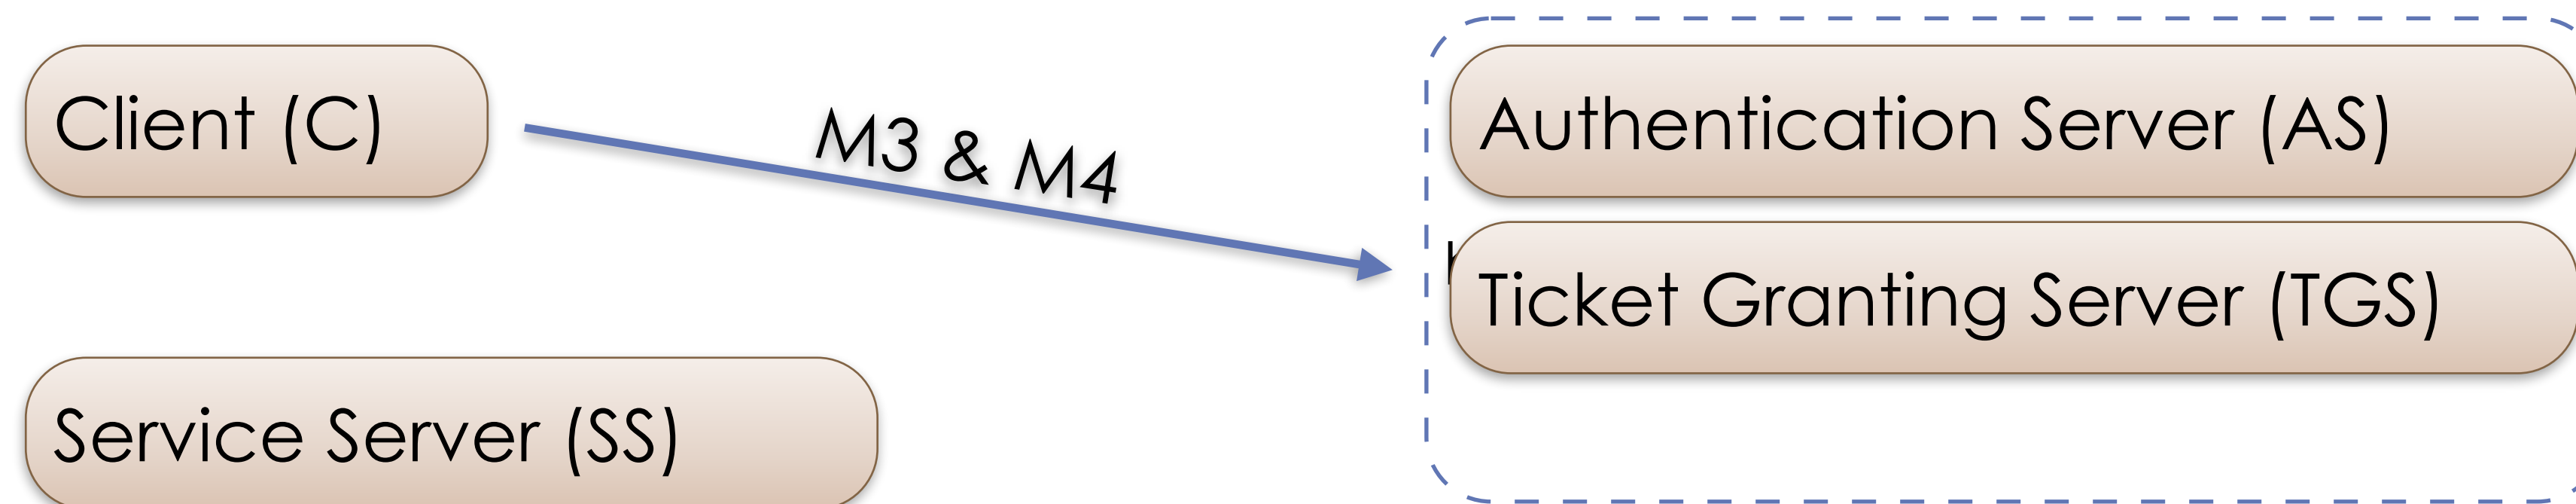 Client (C)
M3 & M4
Authentication Server (AS)
Ticket Granting Server (TGS)
Service Server (SS)